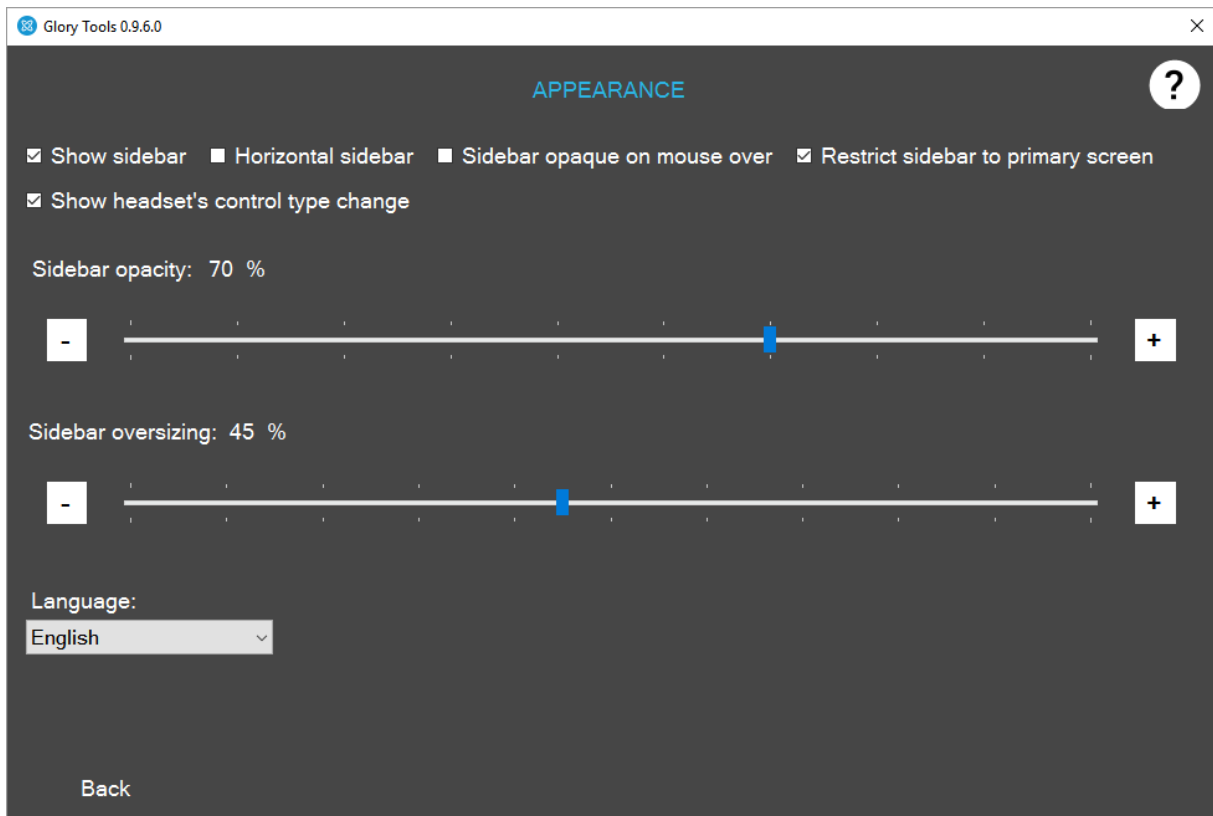 Glory Tools 0.9.6.0
APPEARANCE
?
Show sidebar Horizontal sidebar Sidebar opaque on mouse over Restrict sidebar to primary screen
Show headset's control type change
Sidebar opacity: 70 %
- +
Sidebar oversizing: 45 %
- +
Language:
English
Back